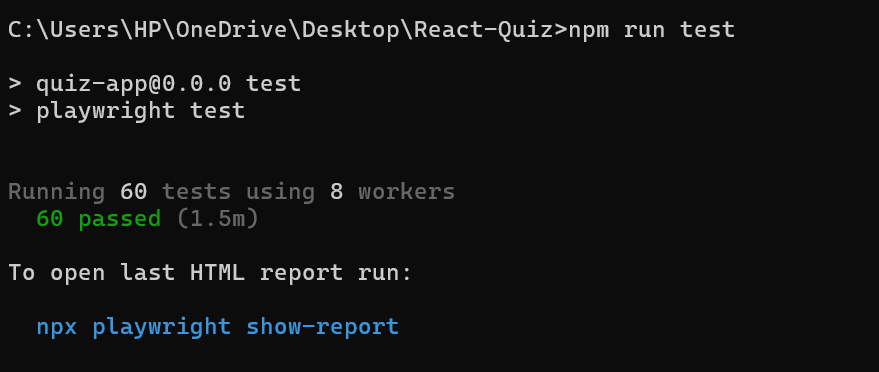 C:\Users\HP\OneDrive\Desktop\React-Quiz>npm run test
> quiz-app@0.0.0 test
> playwright test
Running 60 tests using 8 workers
60 passed (1.5m)
To open last HTML report run:
npx playwright show-report